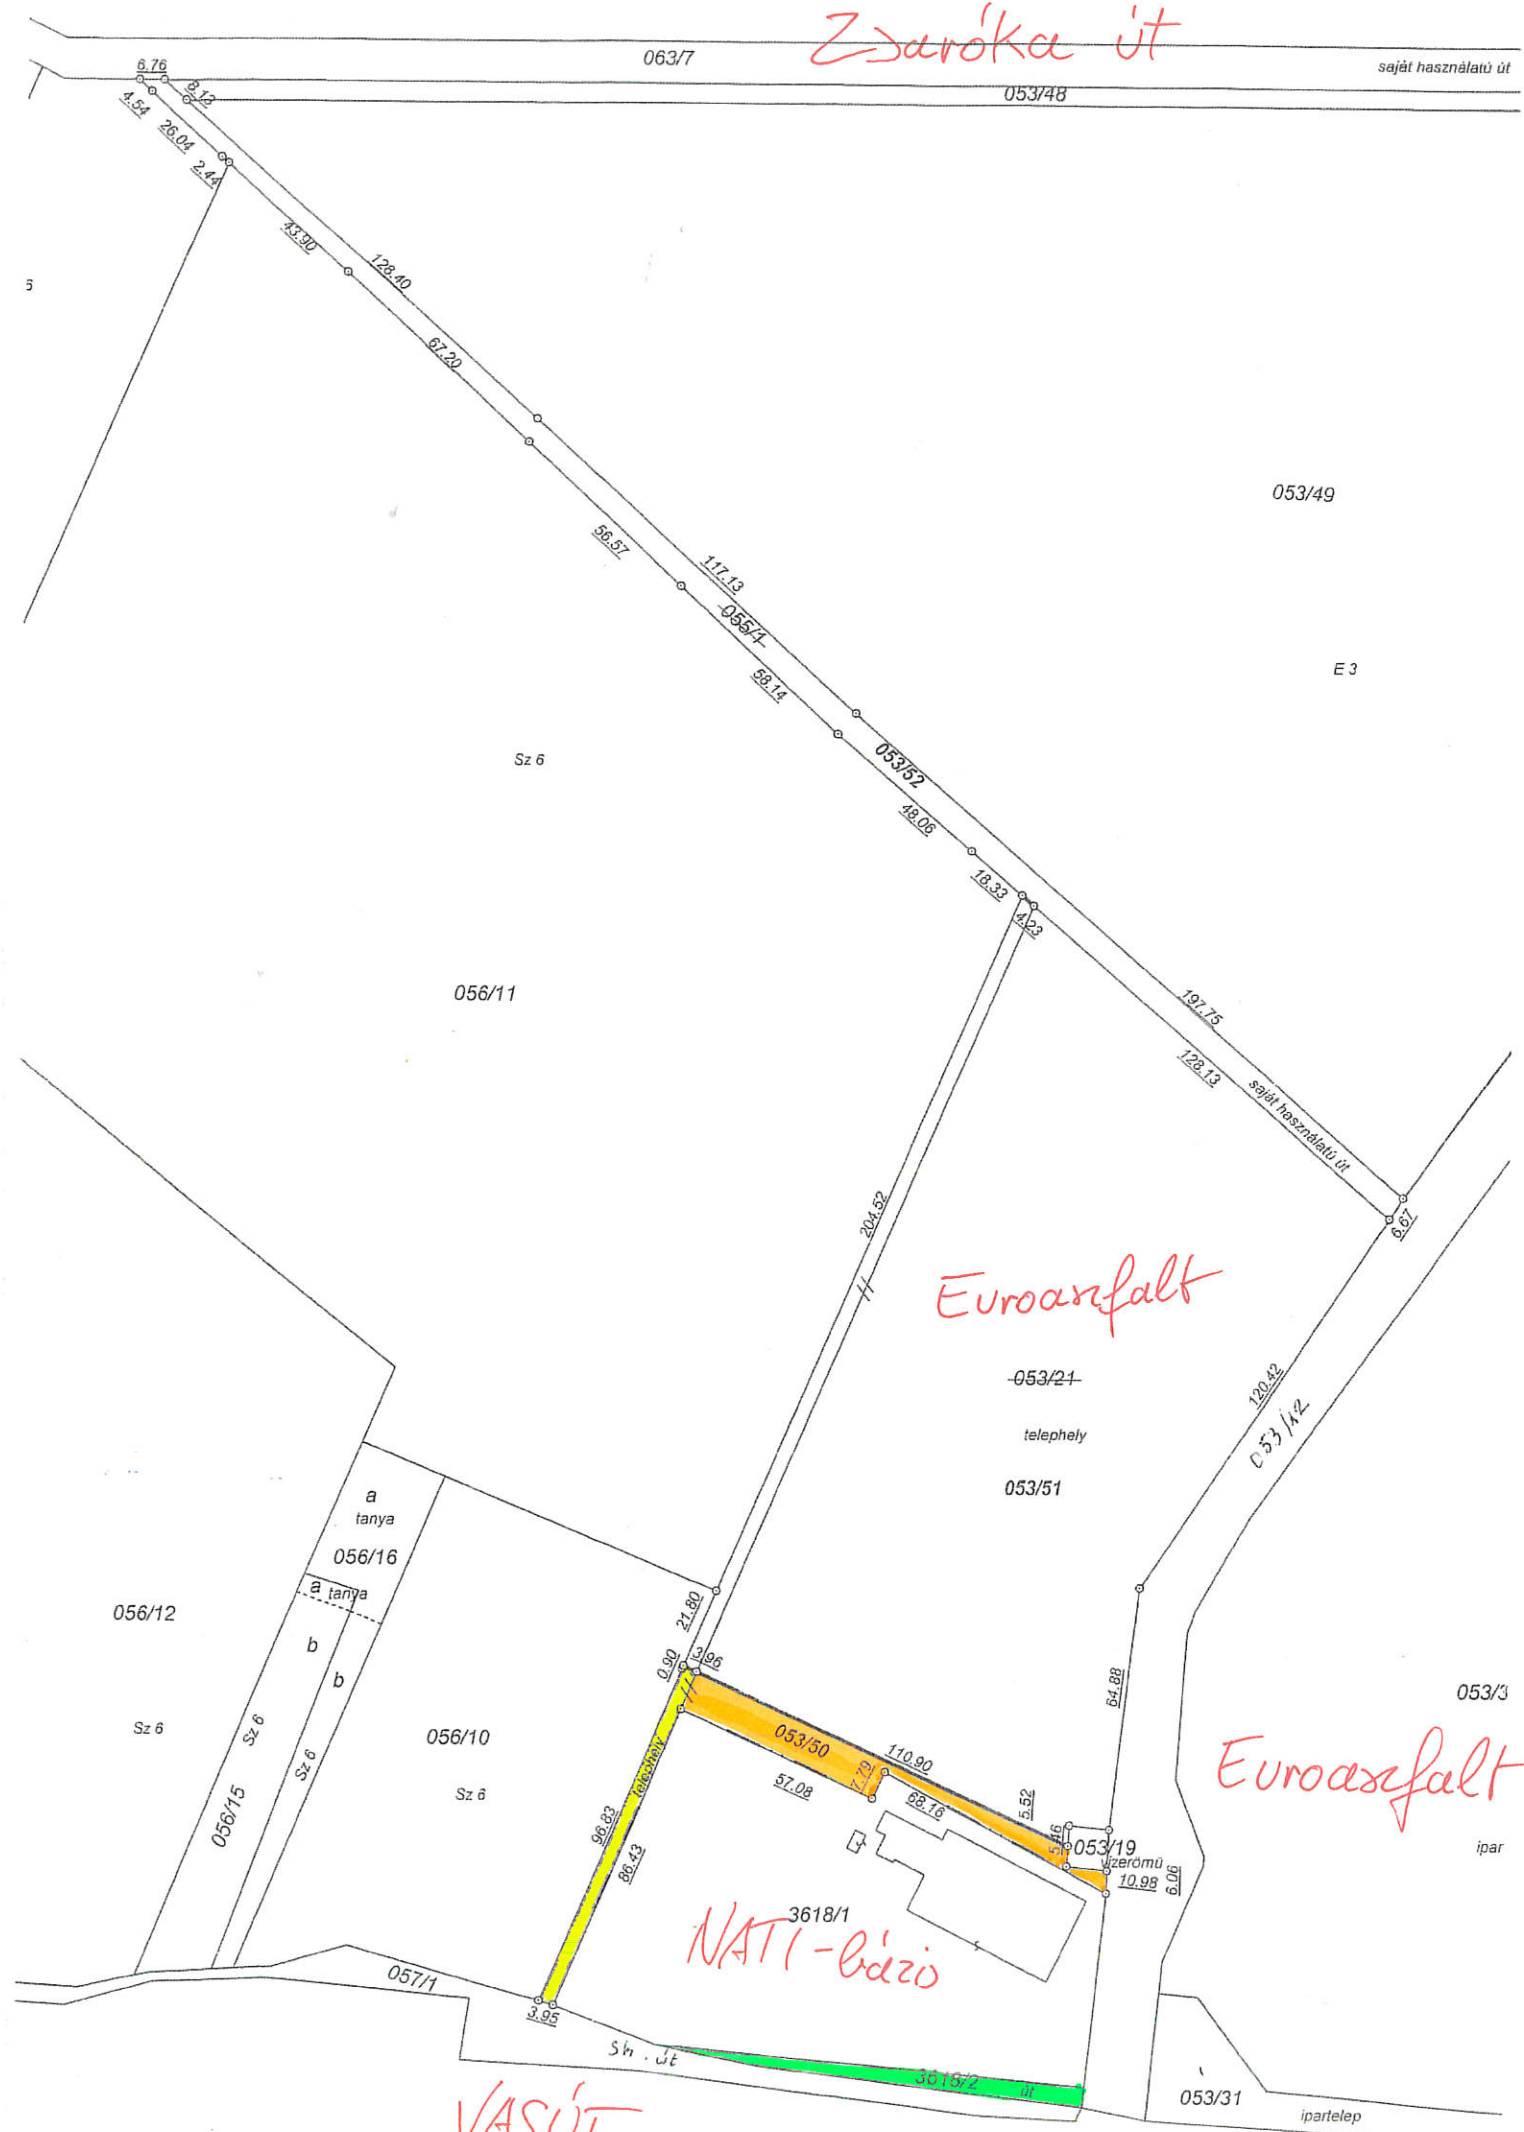 Zsaróka út
063/7
saját használatú út
6.76
053/48
8.12
4.54
26.04
2.44
43.90
128.40
6
67.20
053/49
56.57
117.13
055/1
E 3
58.14
Sz 6
053/52
48.06
18.33
4.23
056/11
197.75
128.13
saját használatú út
204.52
6.67
Euroaszfalt
053/21
120.42
053/12
telephely
053/51
a
tanya
056/16
a tanya
056/12
21.80
b
0.90
3.96
b
64.88
053/3
Sz 6
Sz 6
056/10
053/50
110.90
Euroaszfalt
telephely
Sz 6
7.79
57.08
Sz 6
68.16
5.52
056/15
96.83
5.46
053/19
vízerőmű
ipar
86.43
10.98
6.06
3618/1
NATI-bázis
057/1
3.95
Sh. út
3618/2
út
053/31
ipartelep
VASÚT